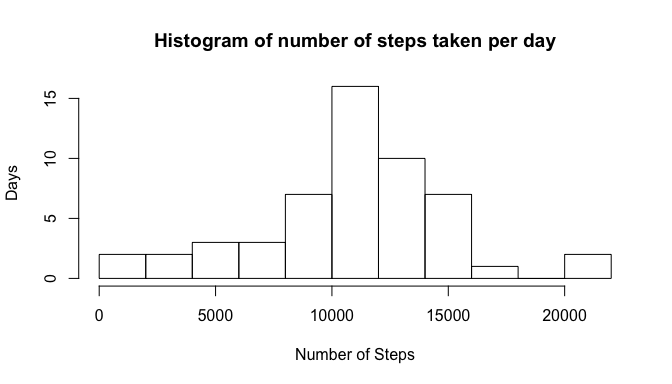 Histogram of number of steps taken per day
Days
15
10
5
0
0 5000 10000 15000 20000
Number of Steps